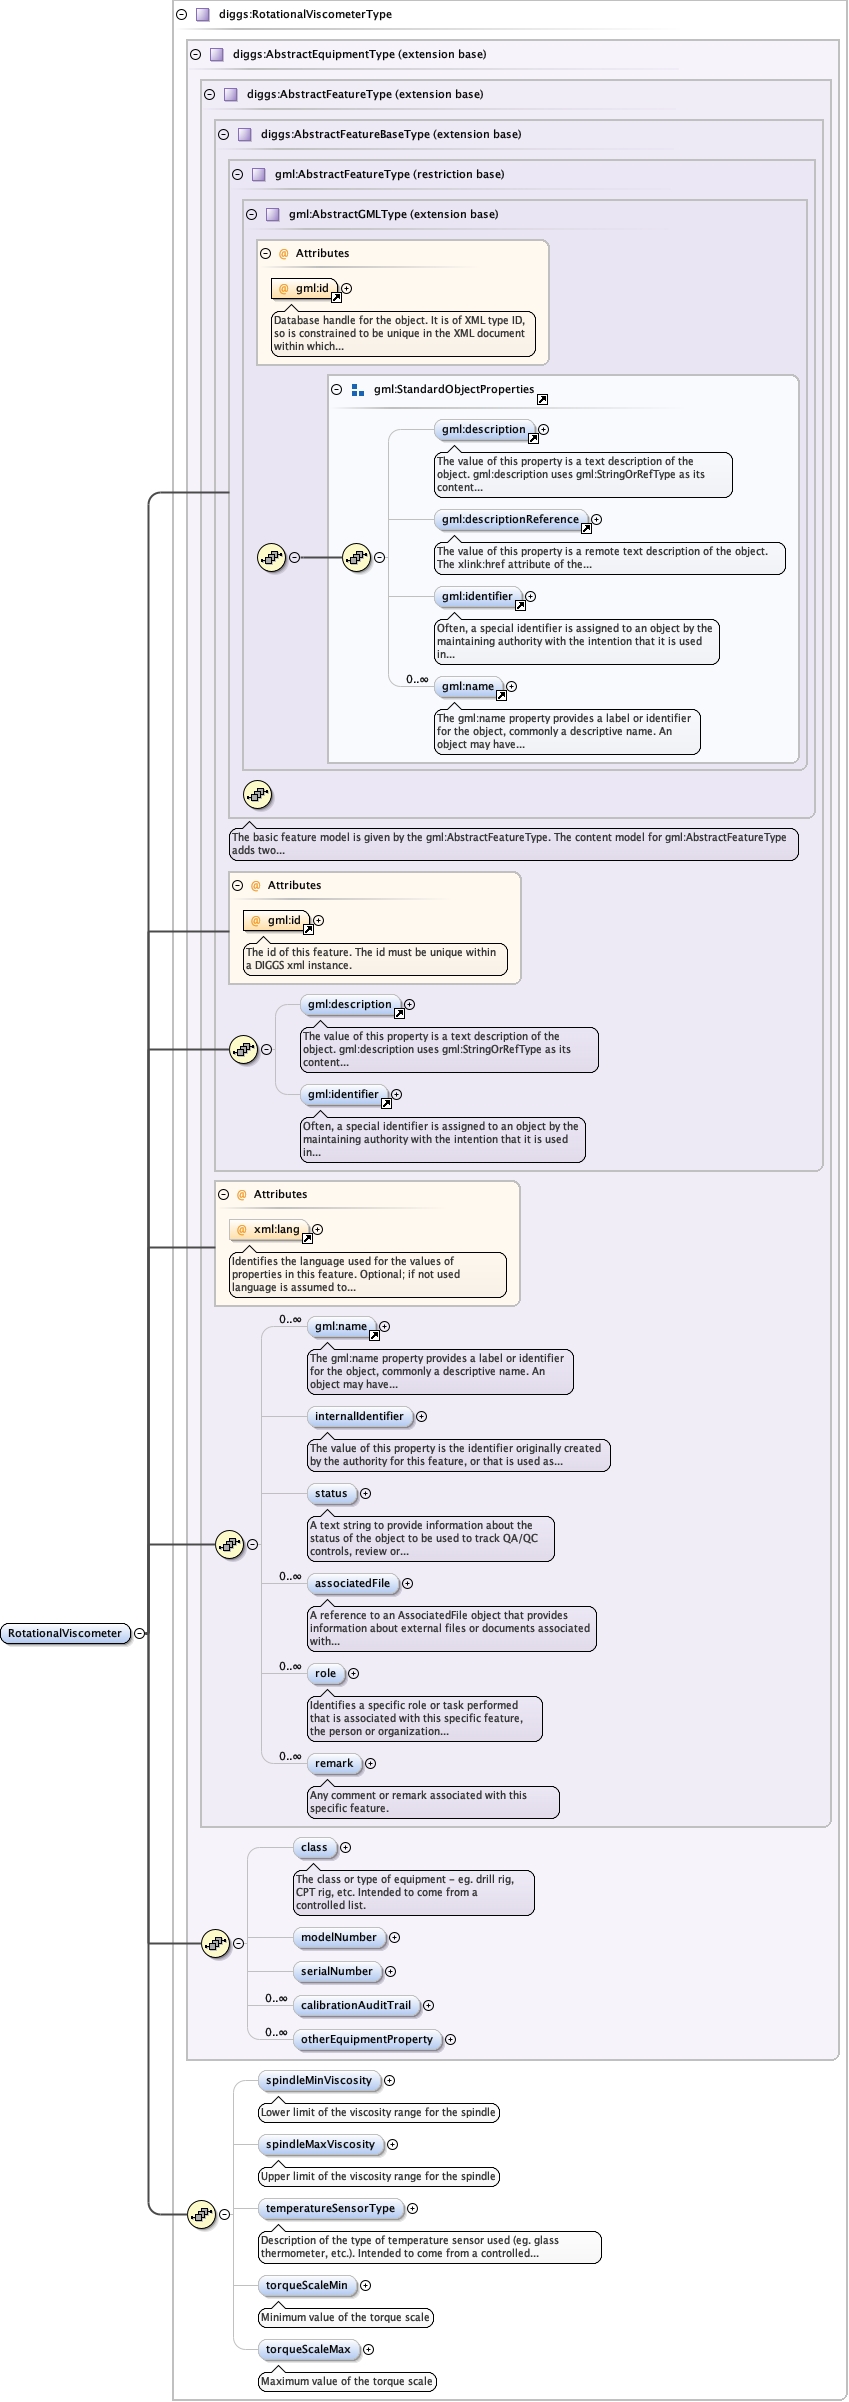 diggs:RotationalViscometerType
diggs:AbstractEquipmentType (extension base)
diggs:AbstractFeatureType (extension base)
diggs:AbstractFeatureBaseType (extension base)
gml:AbstractFeatureType (restriction base)
gml:AbstractGMLType (extension base)
@ Attributes
@ gml:id
Database handle for the object. It is of XML type ID,
so is constrained to be unique in the XML document
within which...
gml:StandardObjectProperties
gml:description
The value of this property is a text description of the
object. gml:description uses gml:StringOrRefType as its
content...
gml:descriptionReference
The value of this property is a remote text description of the object.
The xlink:href attribute of the...
gml:identifier
Often, a special identifier is assigned to an object by the
maintaining authority with the intention that it is used
in...
0..∞ gml:name
The gml:name property provides a label or identifier
for the object, commonly a descriptive name. An
object may have...
The basic feature model is given by the gml:AbstractFeatureType. The content model for gml:AbstractFeatureType
adds two...
@ Attributes
@ gml:id
The id of this feature. The id must be unique within
a DIGGS xml instance.
gml:description
The value of this property is a text description of the
object. gml:description uses gml:StringOrRefType as its
content...
gml:identifier
Often, a special identifier is assigned to an object by the
maintaining authority with the intention that it is used
in...
@ Attributes
@ xml:lang
Identifies the language used for the values of
properties in this feature. Optional; if not used
language is assumed to...
0..∞ gml:name
The gml:name property provides a label or identifier
for the object, commonly a descriptive name. An
object may have...
internalIdentifier
The value of this property is the identifier originally created
by the authority for this feature, or that is used as...
status
A text string to provide information about the
status of the object to be used to track QA/QC
controls, review or...
0..∞ associatedFile
A reference to an AssociatedFile object that provides
information about external files or documents associated
with...
RotationalViscometer
0..∞ role
Identifies a specific role or task performed
that is associated with this specific feature,
the person or organization...
0..∞ remark
Any comment or remark associated with this
specific feature.
class
The class or type of equipment - eg. drill rig,
CPT rig, etc. Intended to come from a
controlled list.
modelNumber
serialNumber
0..∞ calibrationAuditTrail
0..∞ otherEquipmentProperty
spindleMinViscosity
Lower limit of the viscosity range for the spindle
spindleMaxViscosity
Upper limit of the viscosity range for the spindle
temperatureSensorType
Description of the type of temperature sensor used (eg. glass
thermometer, etc.). Intended to come from a controlled...
torqueScaleMin
Minimum value of the torque scale
torqueScaleMax
Maximum value of the torque scale